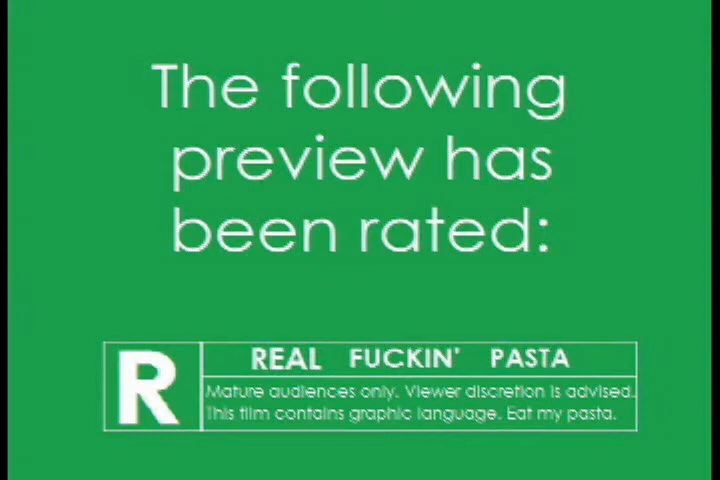 The following
preview has
been rated:
R
REAL FUCKIN' PASTA
Mature audiences only. Viewer discretion is advised.
This film contains graphic language. Eat my pasta.